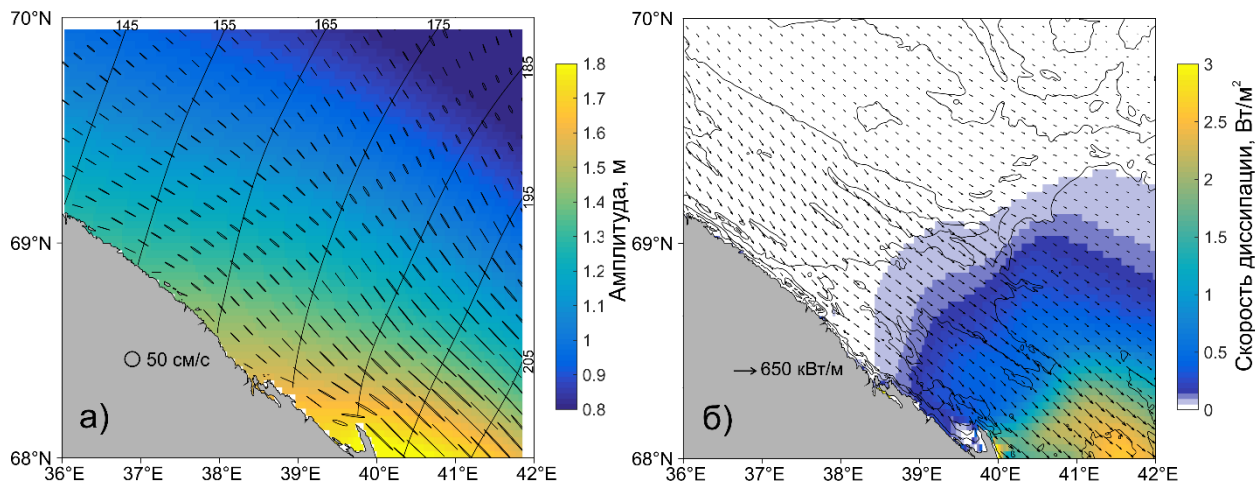 70°N
69°N
68°N
36°E
37°E
38°E
39°E
40°E
41°E
42°E
145
155
165
175
185
195
205
50 см/с
а)
1.8
1.7
1.6
1.5
1.4
1.3
1.2
1.1
1
0.9
0.8
Амплитуда, м
70°N
69°N
68°N
36°E
37°E
38°E
39°E
40°E
41°E
42°E
650 кВт/м
б)
3
2.5
2
1.5
1
0.5
0
Скорость диссипации, Вт/м²